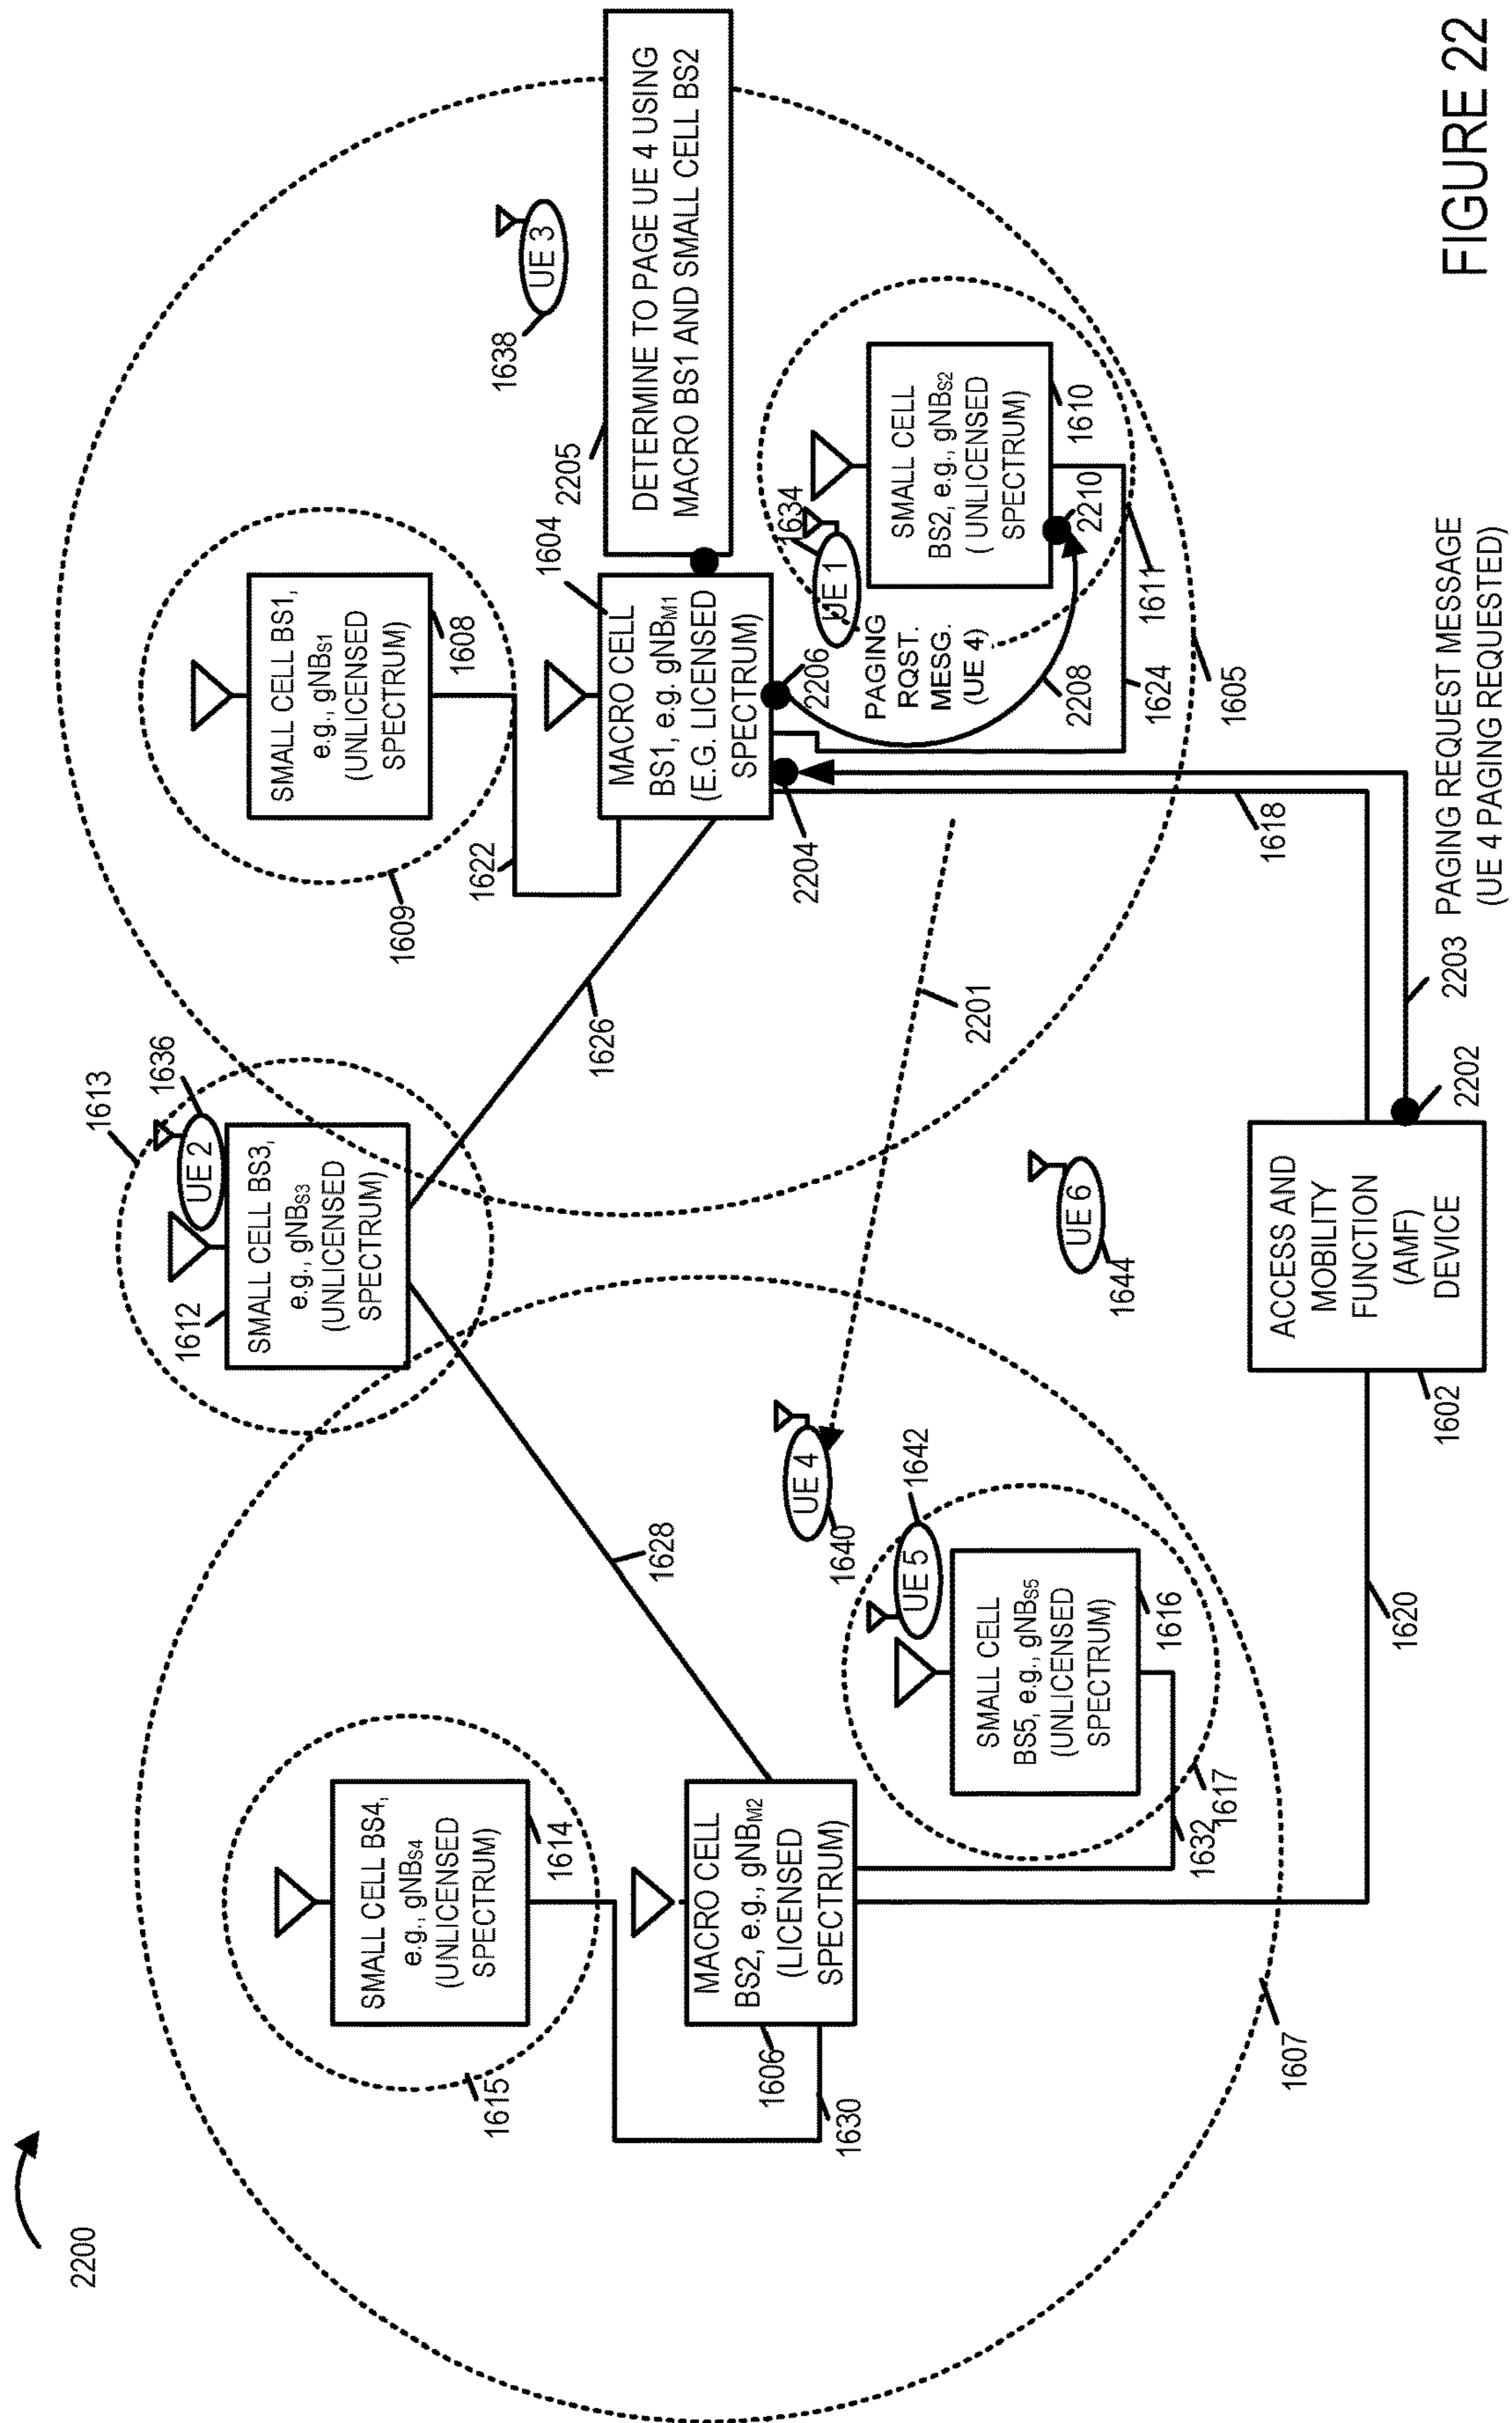 2200
1613
1636
UE 2
1612
SMALL CELL BS3,
e.g., gNBS3
(UNLICENSED
SPECTRUM)
SMALL CELL BS4,
e.g., gNBS4
(UNLICENSED
SPECTRUM)
1614
1615
1628
1626
SMALL CELL BS1,
e.g., gNBS1
(UNLICENSED
SPECTRUM)
1608
1609
1622
1604
2205
1638
UE 3
DETERMINE TO PAGE UE 4 USING
MACRO BS1 AND SMALL CELL BS2
MACRO CELL
BS1, e.g. gNBM1
(E.G. LICENSED
SPECTRUM)
MACRO CELL
BS2, e.g., gNBM2
(LICENSED
SPECTRUM)
1606
1630
UE 4
1640
UE 5
1642
SMALL CELL
BS5, e.g., gNBS5
(UNLICENSED
SPECTRUM)
1616
1632
1617
2204
2206
PAGING
RQST.
MESG.
(UE 4)
1634
UE 1
SMALL CELL
BS2, e.g., gNBS2
( UNLICENSED
SPECTRUM)
1610
2210
2208
1624
1611
1605
2201
UE 6
1644
1607
1620
1618
ACCESS AND
MOBILITY
FUNCTION
(AMF)
DEVICE
1602
2202
2203 PAGING REQUEST MESSAGE
(UE 4 PAGING REQUESTED)
FIGURE 22